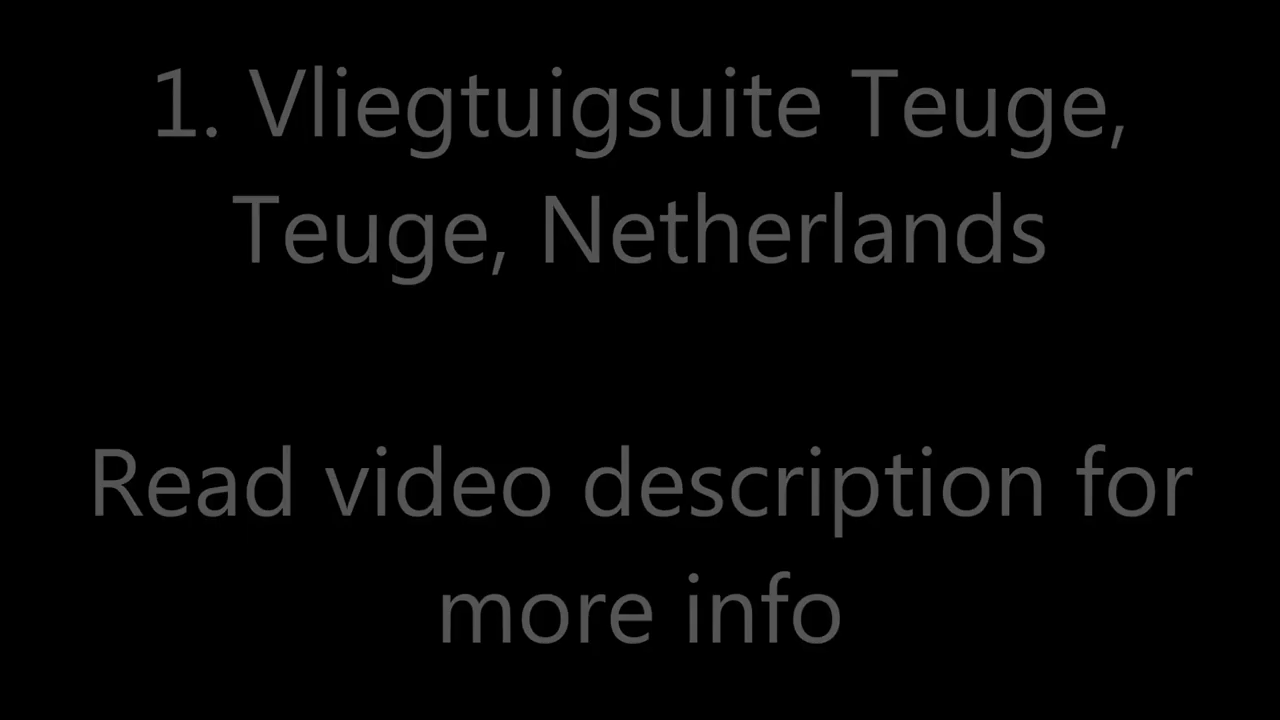 1. Vliegtuigsuite Teuge,
Teuge, Netherlands
Read video description for
more info